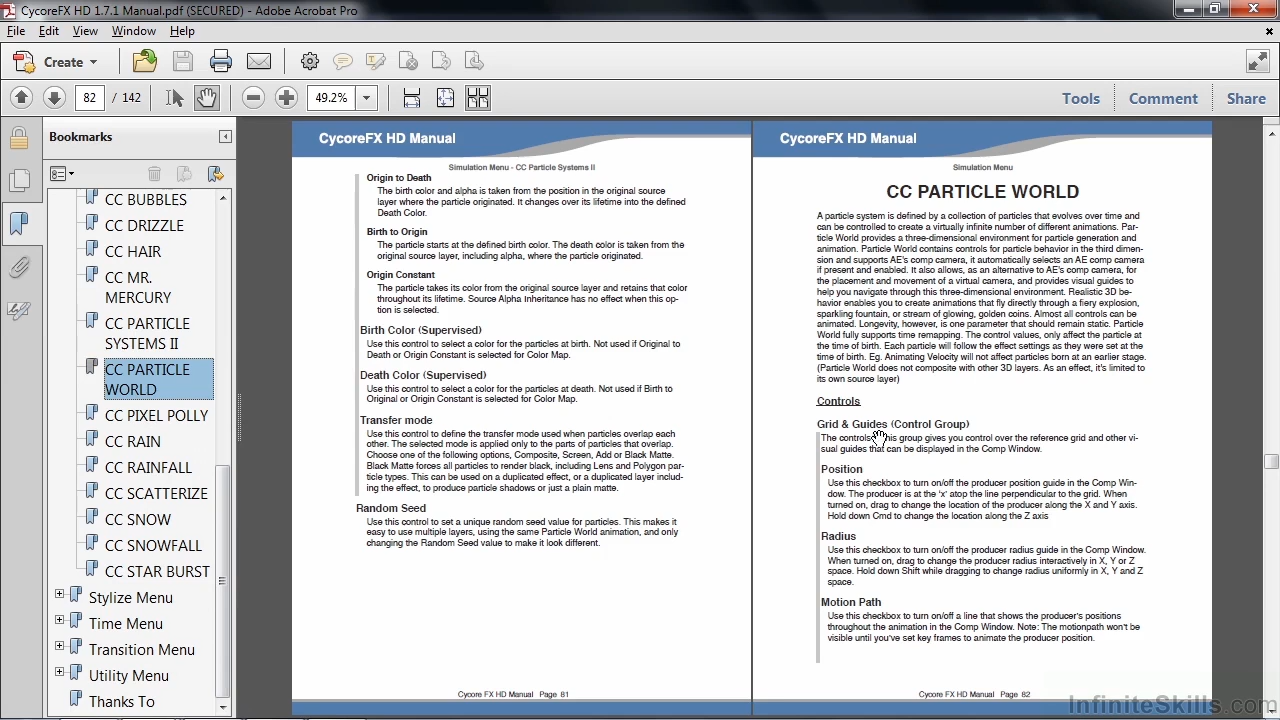 CycoreFX HD 1.7.1 Manual.pdf (SECURED) - Adobe Acrobat Pro
File Edit View Window Help
Create
82 / 142
49.2%
Tools Comment Share
Bookmarks
CC BUBBLES
CC DRIZZLE
CC HAIR
CC MR.
MERCURY
CC PARTICLE
SYSTEMS II
CC PARTICLE
WORLD
CC PIXEL POLLY
CC RAIN
CC RAINFALL
CC SCATTERIZE
CC SNOW
CC SNOWFALL
CC STAR BURST
Stylize Menu
Time Menu
Transition Menu
Utility Menu
Thanks To
CycoreFX HD Manual
Simulation Menu - CC Particle Systems II
Origin to Death
The birth color and alpha is taken from the position in the original source
layer where the particle originated. It changes over its lifetime into the defined
Death Color.
Birth to Origin
The particle starts at the defined birth color. The death color is taken from the
original source layer, including alpha, where the particle originated.
Origin Constant
The particle takes its color from the original source layer and retains that color
throughout its lifetime. Source Alpha Inheritance has no effect when this op-
tion is selected.
Birth Color (Supervised)
Use this control to select a color for the particles at birth. Not used if Original to
Death or Origin Constant is selected for Color Map.
Death Color (Supervised)
Use this control to select a color for the particles at death. Not used if Birth to
Original or Origin Constant is selected for Color Map.
Transfer mode
Use this control to define the transfer mode used when particles overlap each
other. The selected mode is applied only to the parts of particles that overlap.
Choose one of the following options, Composite, Screen, Add or Black Matte.
Black Matte forces all particles to render black, including Lens and Polygon par-
ticle types. This can be used on a duplicated effect, or a duplicated layer includ-
ing the effect, to produce particle shadows or just a plain matte.
Random Seed
Use this control to set a unique random seed value for particles. This makes it
easy to use multiple layers, using the same Particle World animation, and only
changing the Random Seed value to make it look different.
Cycore FX HD Manual Page 81
CycoreFX HD Manual
Simulation Menu
CC PARTICLE WORLD
A particle system is defined by a collection of particles that evolves over time and
can be controlled to create a virtually infinite number of different animations. Par-
ticle World provides a three-dimensional environment for particle generation and
animation. Particle World contains controls for particle behavior in the third dimen-
sion and supports AE's comp camera, it automatically selects an AE comp camera
if present and enabled. It also allows, as an alternative to AE's comp camera, for
the placement and movement of a virtual camera, and provides visual guides to
help you navigate through this three-dimensional environment. Realistic 3D be-
havior enables you to create animations that fly directly through a fiery explosion,
sparkling fountain, or stream of glowing, golden coins. Almost all controls can be
animated. Longevity, however, is one parameter that should remain static. Particle
World fully supports time remapping. The control values, only affect the particle at
the time of birth. Each particle will follow the effect settings as they were set at the
time of birth. Eg. Animating Velocity will not affect particles born at an earlier stage.
(Particle World does not composite with other 3D layers. As an effect, it's limited to
its own source layer)
Controls
Grid & Guides (Control Group)
The controls this group gives you control over the reference grid and other vi-
sual guides that can be displayed in the Comp Window.
Position
Use this checkbox to turn on/off the producer position guide in the Comp Win-
dow. The producer is at the 'x' atop the line perpendicular to the grid. When
turned on, drag to change the location of the producer along the X and Y axis.
Hold down Cmd to change the location along the Z axis
Radius
Use this checkbox to turn on/off the producer radius guide in the Comp Window.
When turned on, drag to change the producer radius interactively in X, Y or Z
space. Hold down Shift while dragging to change radius uniformly in X, Y and Z
space.
Motion Path
Use this checkbox to turn on/off a line that shows the producer's positions
throughout the animation in the Comp Window. Note: The motionpath won't be
visible until you've set key frames to animate the producer position.
Cycore FX HD Manual Page 82
InfiniteSkills.com